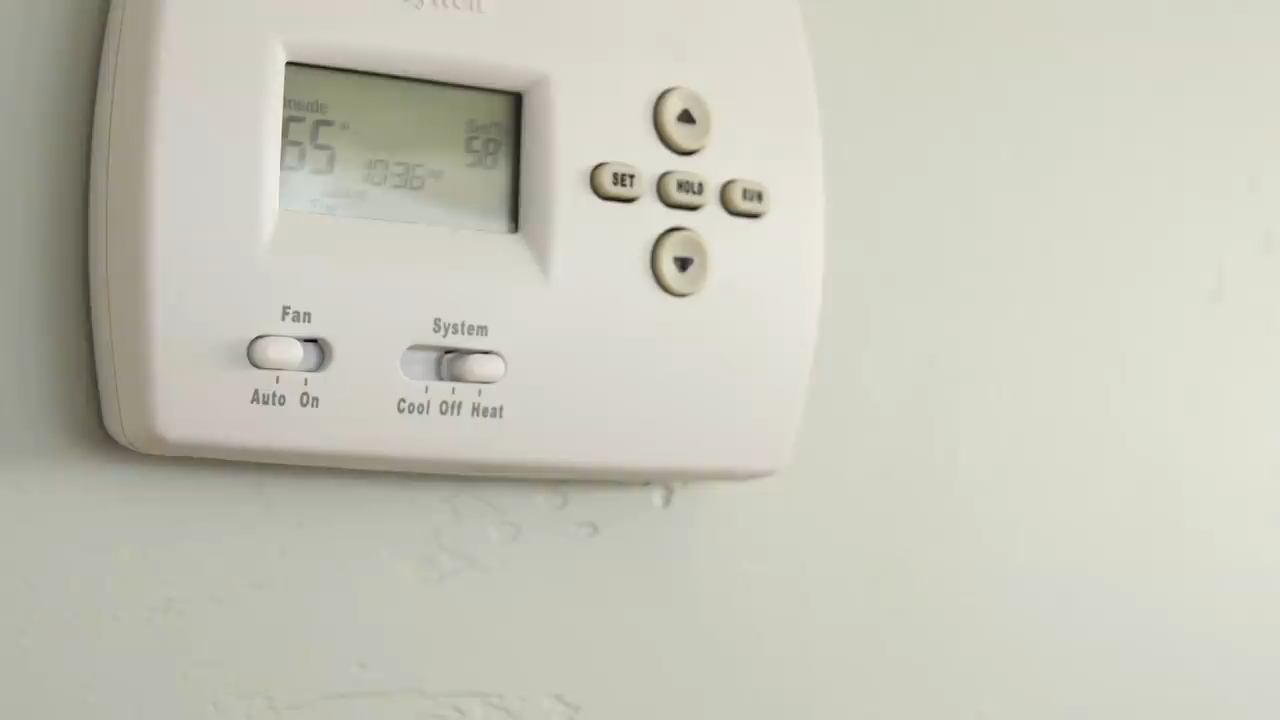 Inside
65°
58°
10:36
SET
HOLD
RUN
Fan
System
Auto On
Cool Off Heat